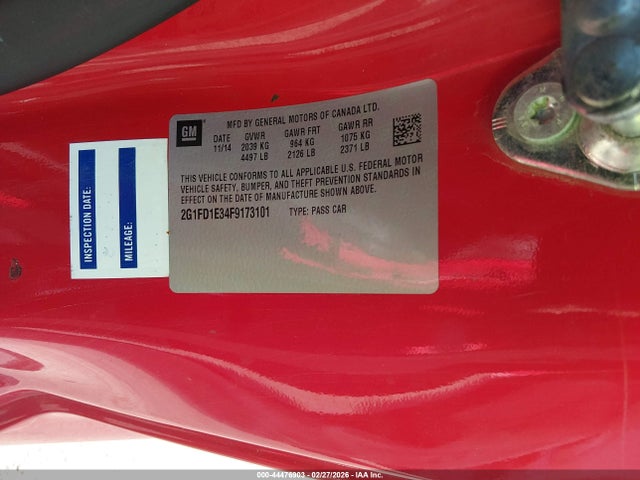 GM
MFD BY GENERAL MOTORS OF CANADA LTD.
DATE GVWR GAWR FRT GAWR RR
11/14 2039 KG 964 KG 1075 KG
4497 LB 2126 LB 2371 LB
THIS VEHICLE CONFORMS TO ALL APPLICABLE U.S. FEDERAL MOTOR
VEHICLE SAFETY, BUMPER, AND THEFT PREVENTION STANDARDS IN
EFFECT ON THE DATE OF MANUFACTURE SHOWN ABOVE.
2G1FD1E34F9173101 TYPE: PASS CAR
INSPECTION DATE:
MILEAGE:
000-44476903 - 02/27/2026 - IAA Inc.